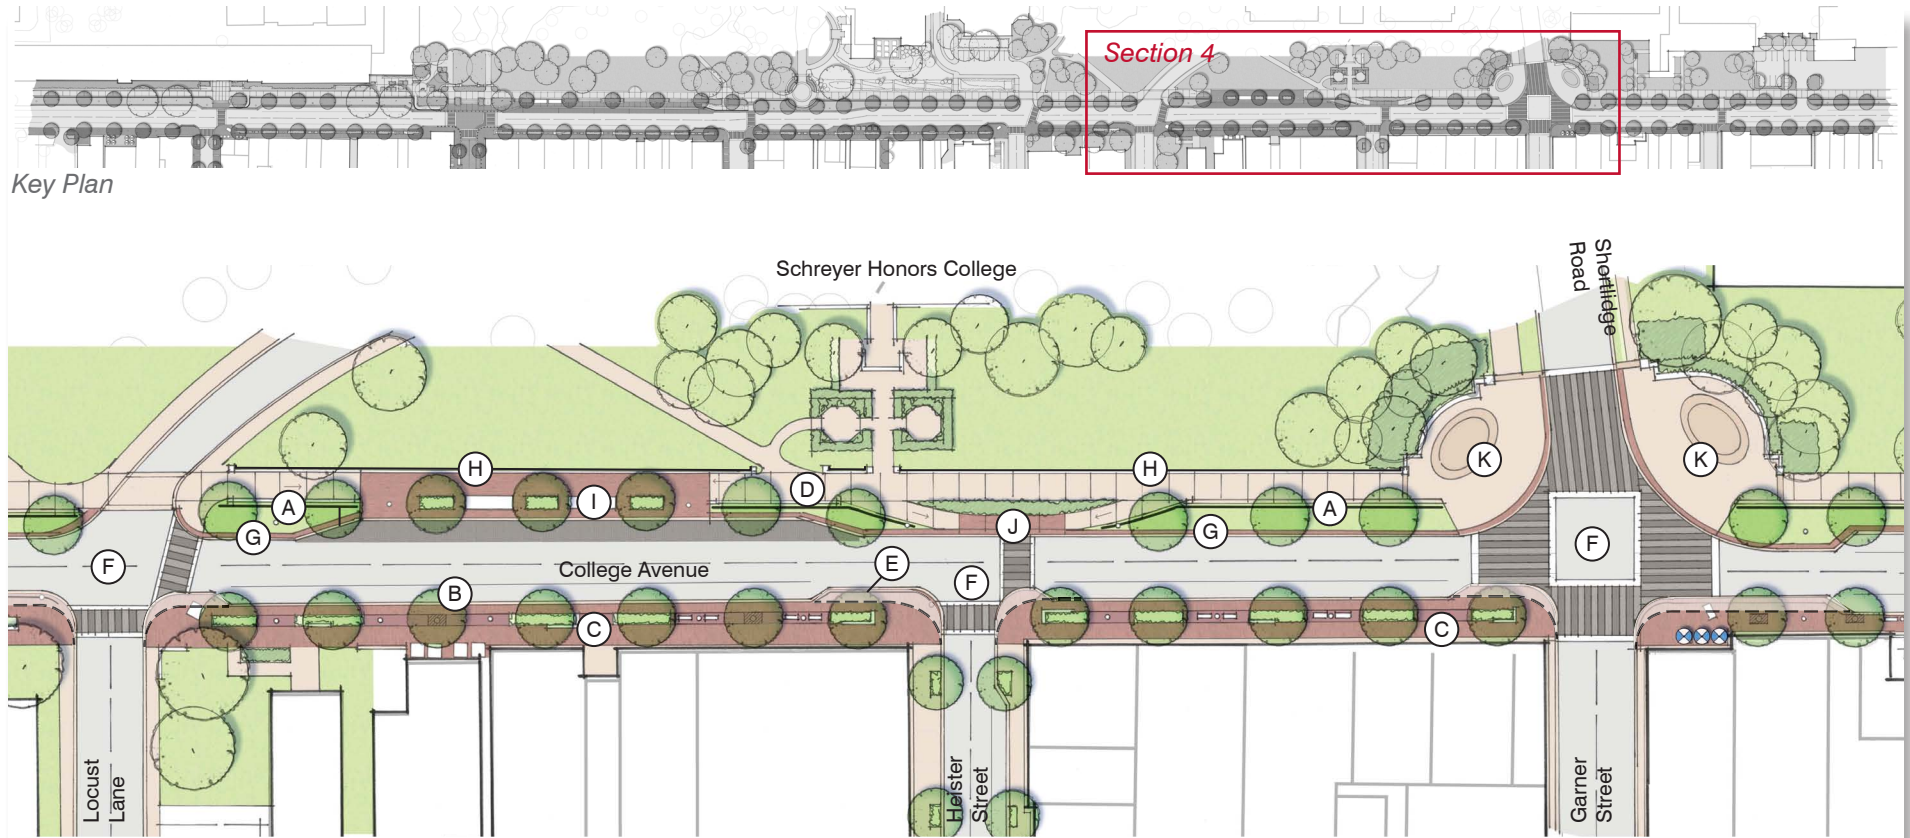 Section 4
Key Plan
Schreyer Honors College
Shortlidge
Road
H
H
K
K
D
A
I
A
G
J
G
F
E
F
F
College Avenue
B
C
C
Locust
Lane
Heister
Street
Garner
Street